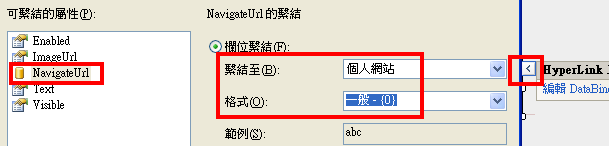 可繫結的屬性(P):
Enabled
ImageUrl
NavigateUrl
Text
Visible
NavigateUrl 的繫結
欄位繫結(F):
繫結至(B):
個人網站
格式(O):
一般 - {0}
範例(S):
abc
<
HyperLink
編輯 DataBin